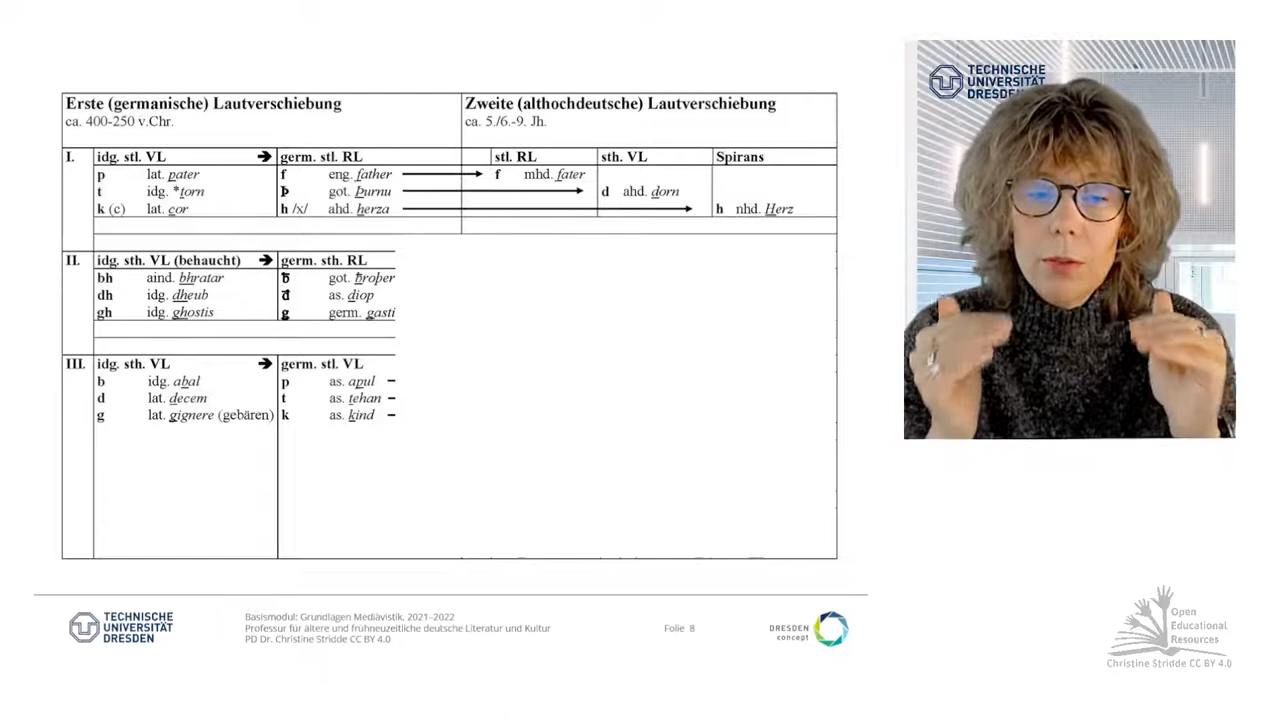 Erste (germanische) Lautverschiebung Zweite (althochdeutsche) Lautverschiebung
ca. 400-250 v.Chr. ca. 5./6.-9. Jh.
I. idg. stl. VL ➔ germ. stl. RL stl. RL sth. VL Spirans
p lat. pater f eng. father f mhd. fater
t idg. *torn Þ got. Þurnu d ahd. dorn
k (c) lat. cor h /x/ ahd. herza h nhd. Herz
II. idg. sth. VL (behaucht) ➔ germ. sth. RL
bh aind. bhratar ƀ got. ƀroþer
dh idg. dheub đ as. diop
gh idg. ghostis g germ. gasti
III. idg. sth. VL ➔ germ. stl. VL
b idg. abal p as. apul –
d lat. decem t as. tehan –
g lat. gignere (gebären) k as. kind –
TECHNISCHE
UNIVERSITÄT
DRESDEN
Basismodul: Grundlagen Mediävistik, 2021–2022
Professur für ältere und frühneuzeitliche deutsche Literatur und Kultur
PD Dr. Christine Stridde CC BY 4.0
Folie 8
DRESDEN
concept
TECHNISCHE
UNIVERSITÄT
DRESDEN
Open
Educational
Resources
Christine Stridde CC BY 4.0